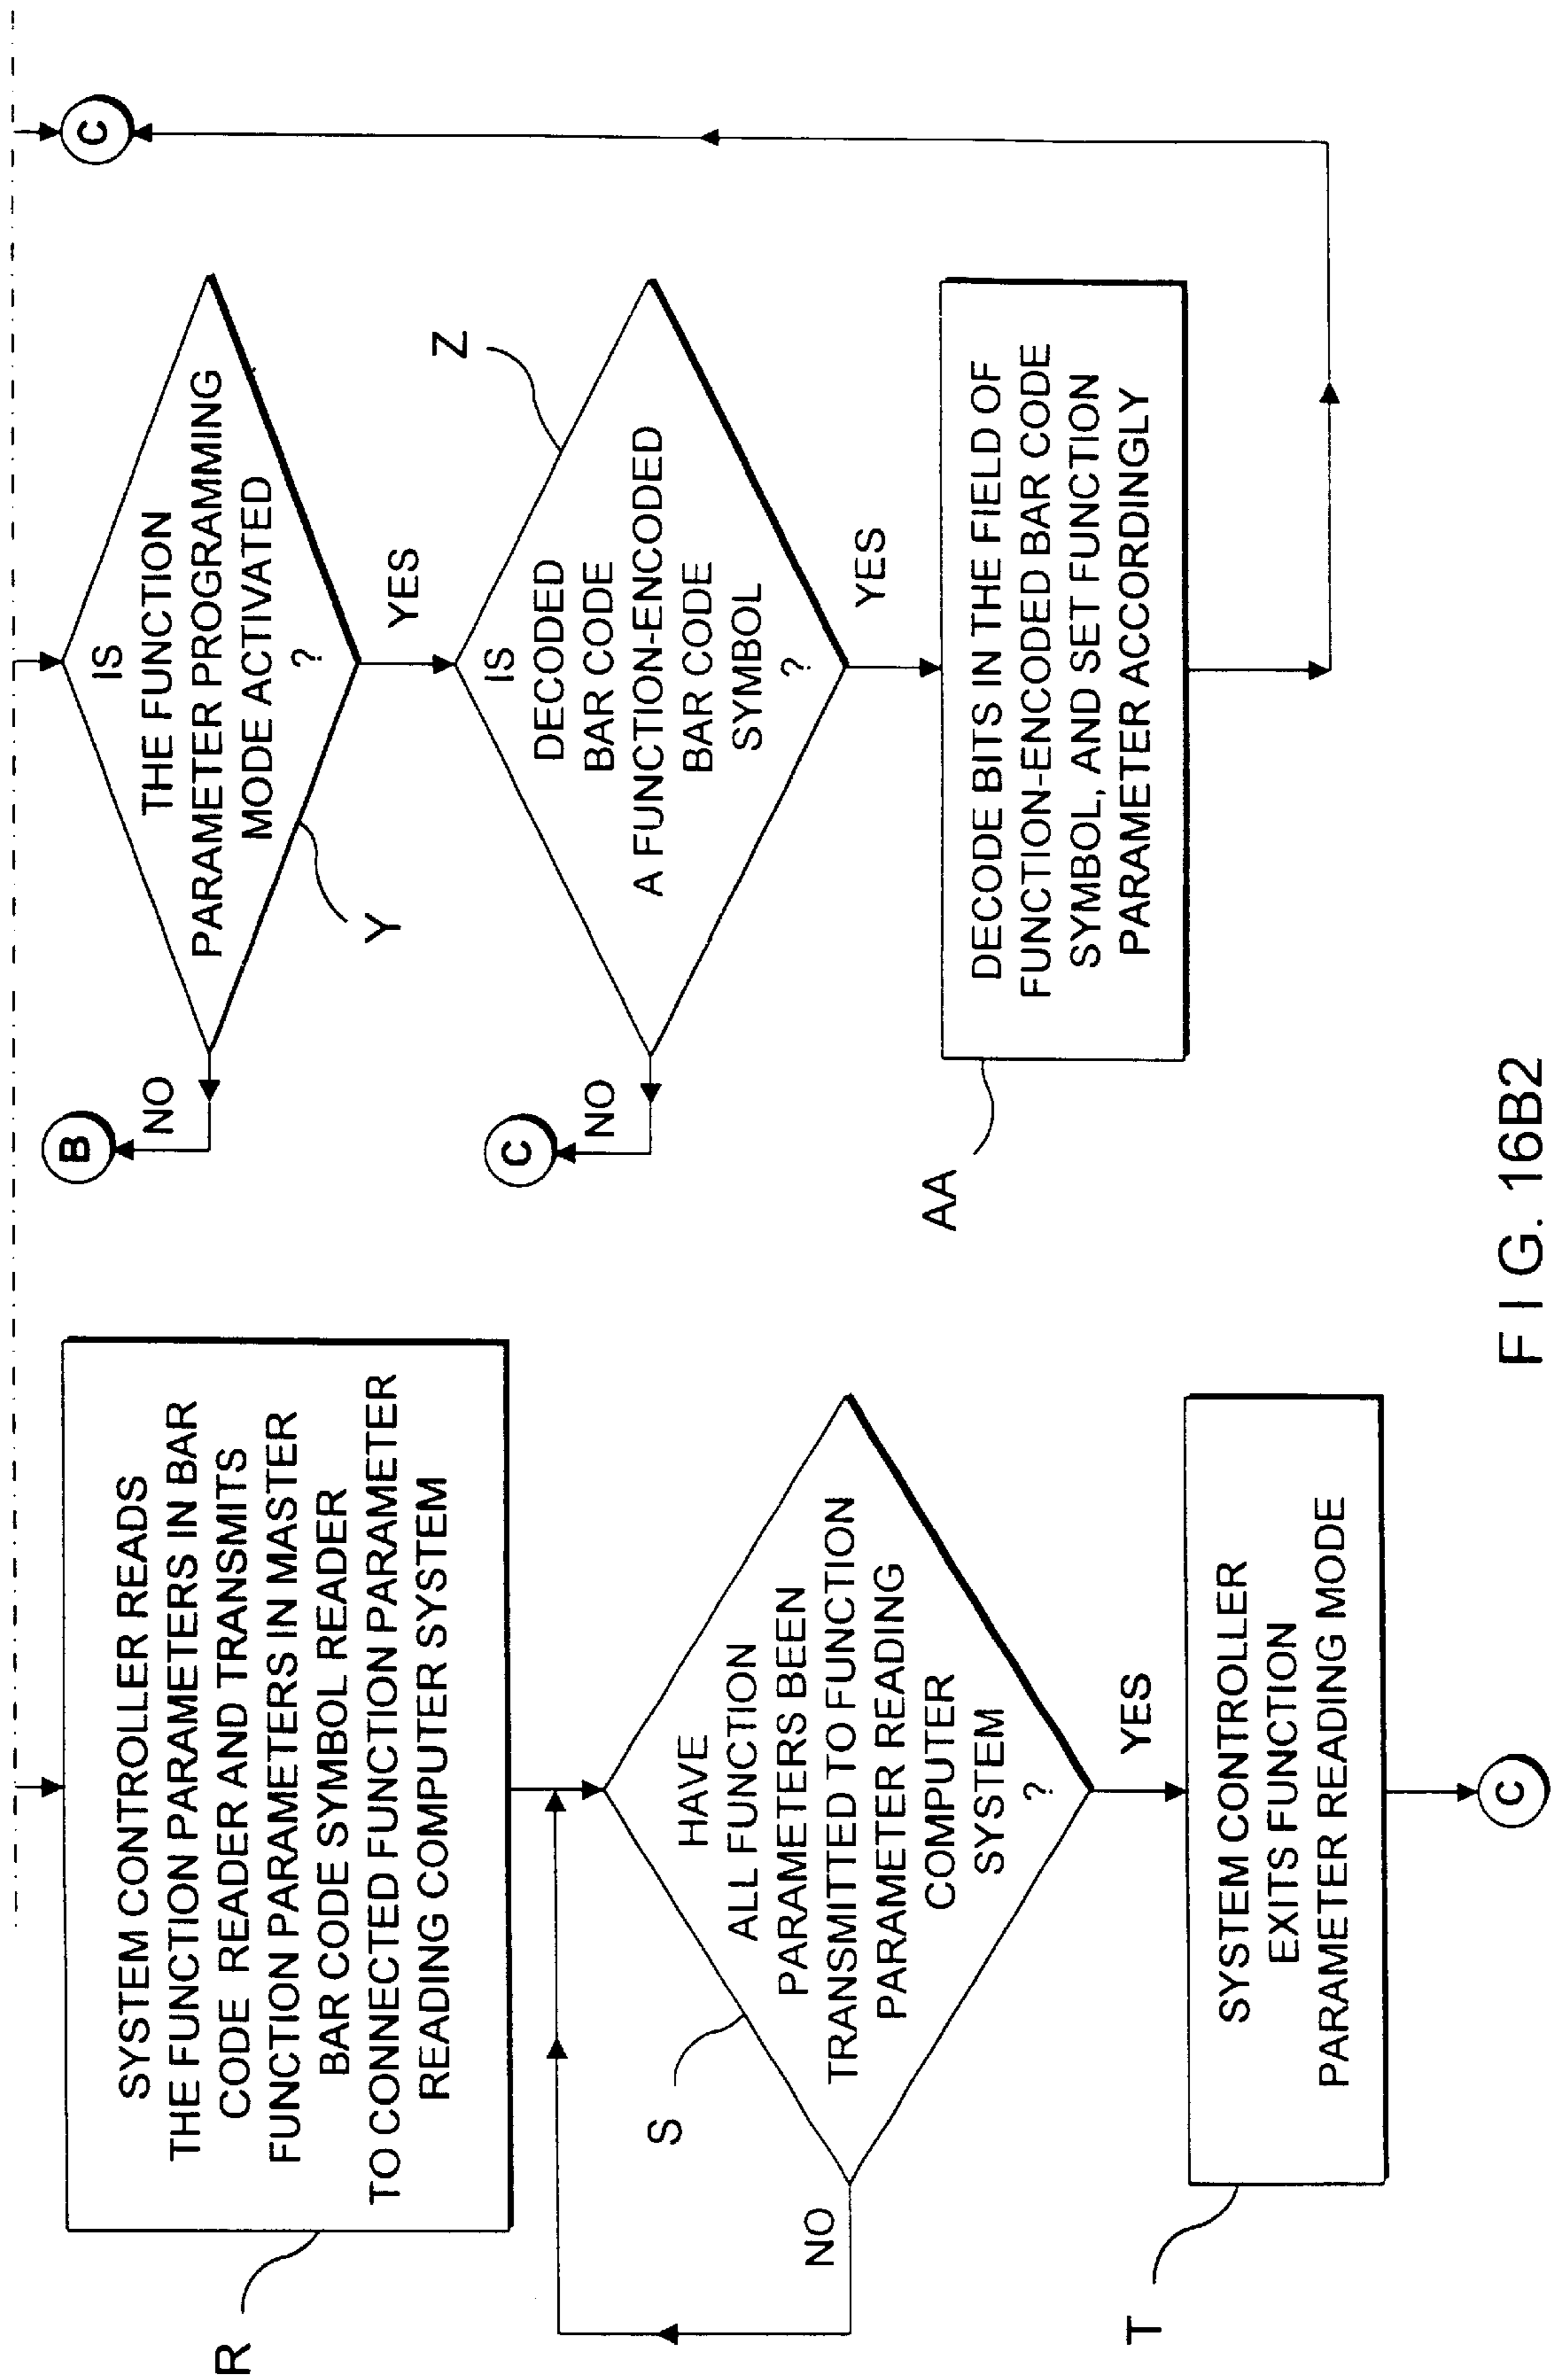 R
SYSTEM CONTROLLER READS
THE FUNCTION PARAMETERS IN BAR
CODE READER AND TRANSMITS
FUNCTION PARAMETERS IN MASTER
BAR CODE SYMBOL READER
TO CONNECTED FUNCTION PARAMETER
READING COMPUTER SYSTEM
S
HAVE
ALL FUNCTION
PARAMETERS BEEN
TRANSMITTED TO FUNCTION
PARAMETER READING
COMPUTER
SYSTEM
?
NO
YES
T
SYSTEM CONTROLLER
EXITS FUNCTION
PARAMETER READING MODE
C
B
NO
IS
THE FUNCTION
PARAMETER PROGRAMMING
MODE ACTIVATED
?
Y
YES
C
NO
Z
IS
DECODED
BAR CODE
A FUNCTION-ENCODED
BAR CODE
SYMBOL
?
YES
AA
DECODE BITS IN THE FIELD OF
FUNCTION-ENCODED BAR CODE
SYMBOL, AND SET FUNCTION
PARAMETER ACCORDINGLY
C
FIG. 16B2